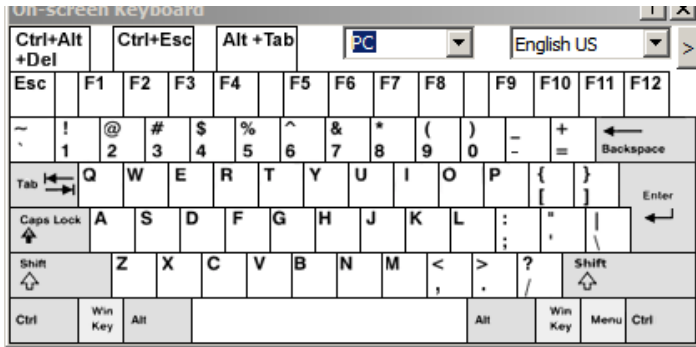 On-screen Keyboard
Ctrl+Alt +Del Ctrl+Esc Alt +Tab PC English US >
Esc F1 F2 F3 F4 F5 F6 F7 F8 F9 F10 F11 F12
~ ! @ # $ % ^ & * ( ) _ +
` 1 2 3 4 5 6 7 8 9 0 - = Backspace
Tab Q W E R T Y U I O P { }
[ ] Enter
Caps Lock A S D F G H J K L : " |
; ' \
Shift Z X C V B N M < > ? Shift
, . /
Ctrl Win Key Alt Alt Win Key Menu Ctrl